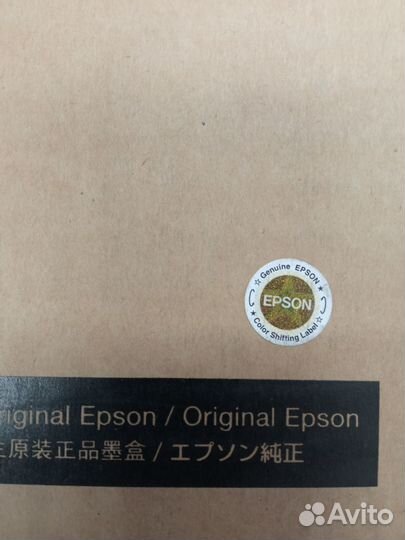 ☆ Genuine EPSON ★
EPSON
★ Color Shifting Label ☆
riginal Epson / Original Epson
原装正品墨盒 / エプソン純正
Avito